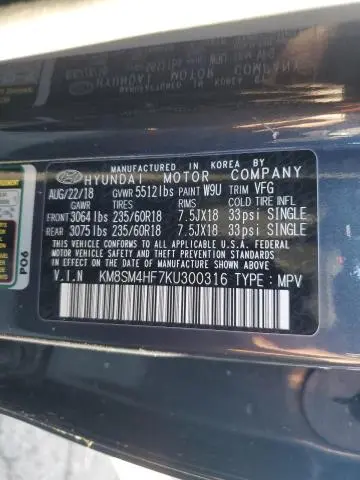 MANUFACTURED IN KOREA BY
HYUNDAI MOTOR COMPANY
AUG/22/18 GVWR 5512lbs PAINT W9U TRIM VFG
GAWR TIRES RIMS COLD TIRE PRESSURE
FRONT 3064 lbs 235/60R18 7.5JX18 33psi SINGLE
REAR 3075 lbs 235/60R18 7.5JX18 33psi SINGLE
THIS VEHICLE CONFORMS TO ALL APPLICABLE FEDERAL MOTOR
VEHICLE SAFETY, THEFT PREVENTION AND BUMPER STANDARDS
IN EFFECT ON THE DATE OF MANUFACTURE SHOWN ABOVE.
V.I.N KM8SM4HF7KU300316 TYPE : MPV
P06